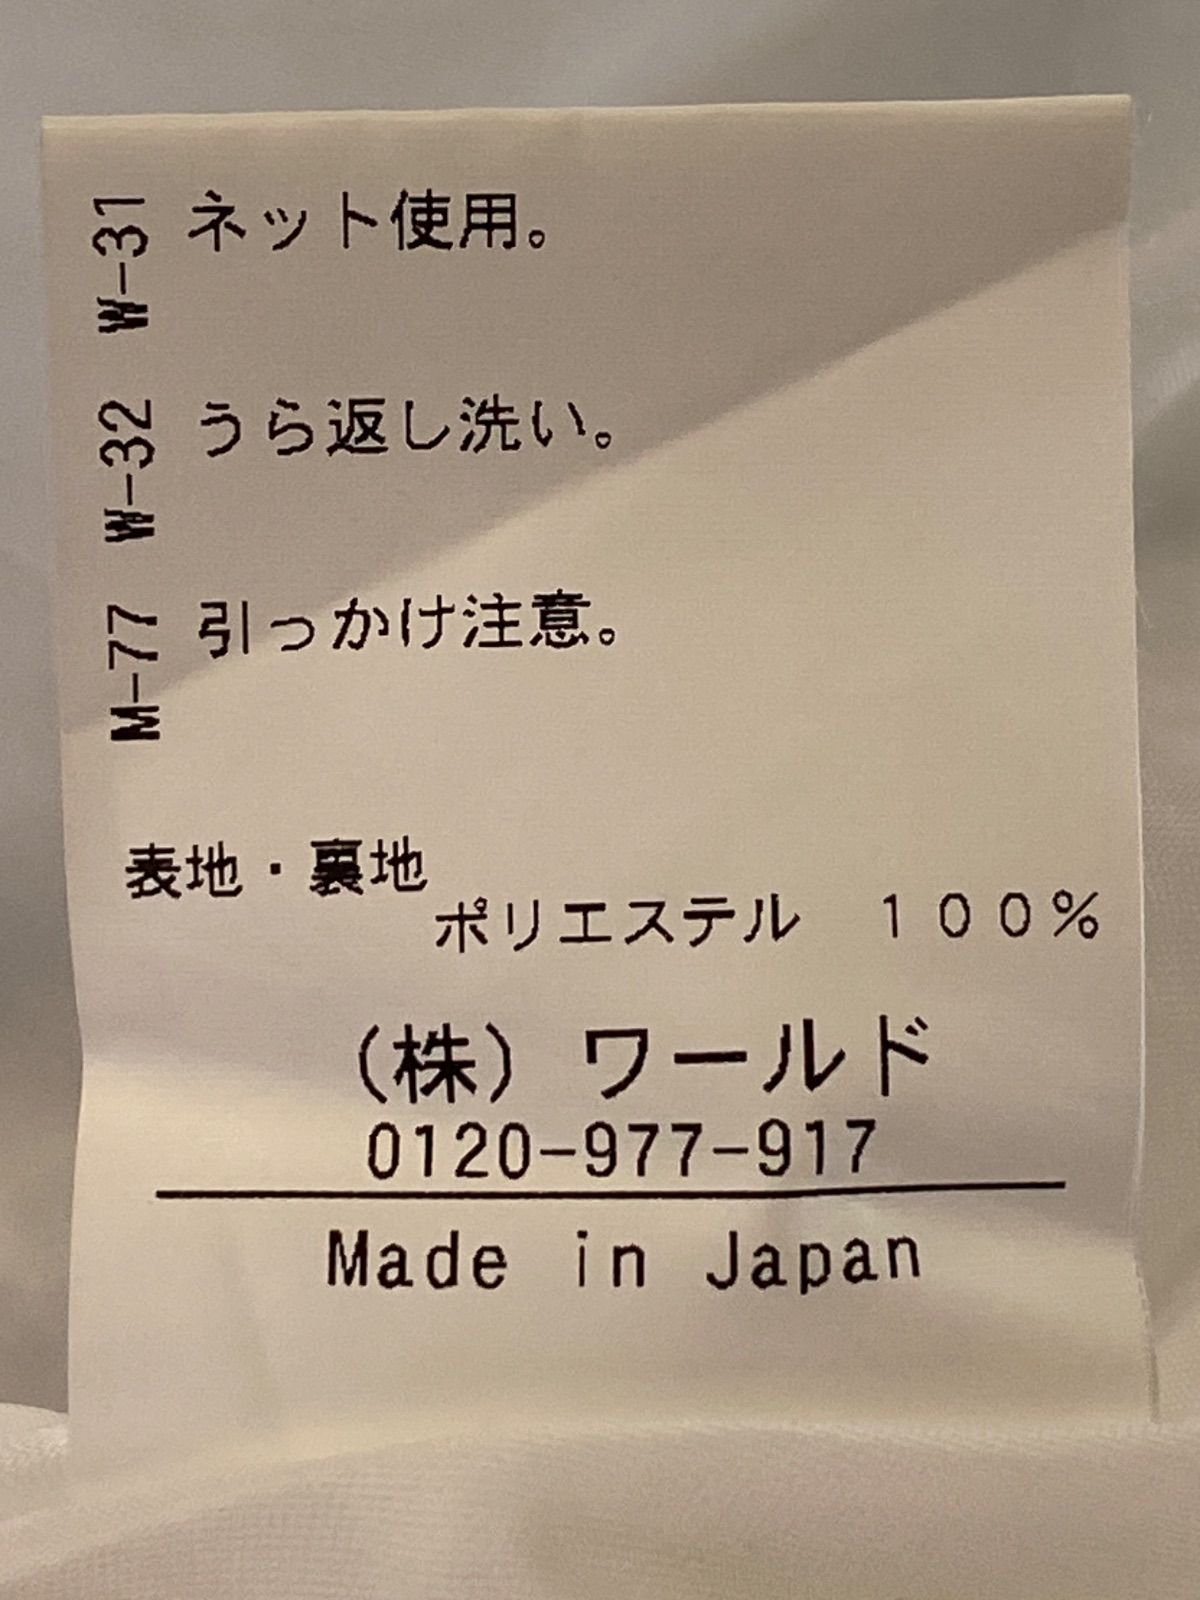 W-31 ネット使用。
W-32 うら返し洗い。
M-77 引っかけ注意。
表地・裏地
ポリエステル　１００％
（株）ワールド
0120-977-917
Made in Japan